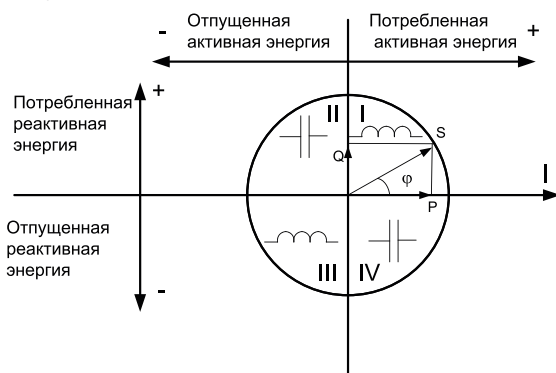 Отпущенная
активная энергия
Потребленная
активная энергия
-
+
+
Потребленная
реактивная
энергия
II
I
S
Q
φ
I
P
Отпущенная
реактивная
энергия
III
IV
-